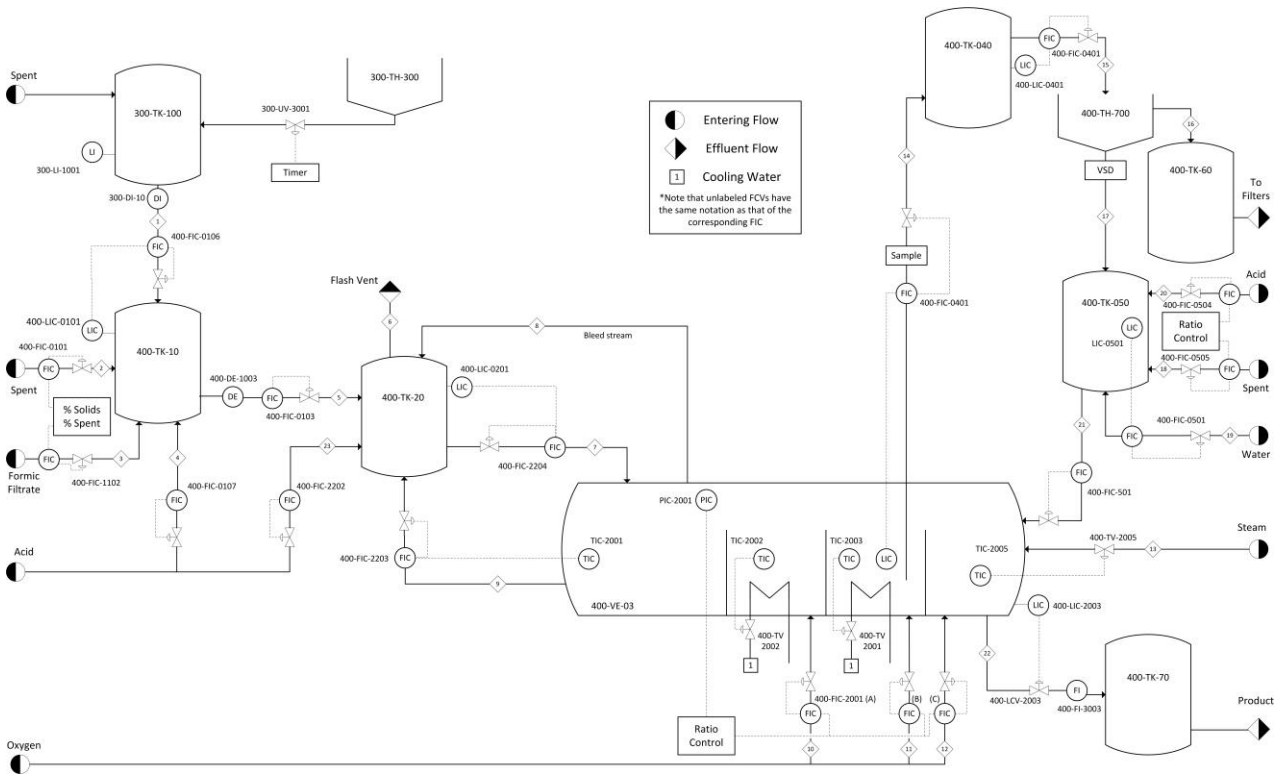 Spent
300-TK-100
LI
300-LI-1001
300-DI-10
DI
1
300-UV-3001
Timer
300-TH-300
FIC
400-FIC-0106
400-LIC-0101
LIC
400-TK-10
400-FIC-0101
FIC
2
Spent
% Solids
% Spent
FIC
3
Formic
Filtrate
400-FIC-1102
4
FIC
400-FIC-0107
Acid
400-DE-1003
DE
FIC
400-FIC-0103
5
23
FIC
400-FIC-2202
Flash Vent
6
8
Bleed stream
400-TK-20
400-LIC-0201
LIC
FIC
400-FIC-2204
7
400-FIC-2203
FIC
9
Entering Flow
Effluent Flow
1
Cooling Water
*Note that unlabeled FCVs have
the same notation as that of the
corresponding FIC
400-TK-040
FIC
400-FIC-0401
LIC
400-LIC-0401
15
400-TH-700
VSD
16
400-TK-60
To
Filters
14
Sample
FIC
400-FIC-0401
17
400-TK-050
LIC
LIC-0501
20
FIC
Acid
400-FIC-0504
Ratio
Control
400-FIC-0505
18
FIC
Spent
400-FIC-0501
FIC
19
Water
21
FIC
400-FIC-501
PIC-2001
PIC
TIC-2001
TIC
TIC-2002
TIC
TIC-2003
TIC
LIC
TIC-2005
TIC
400-VE-03
400-TV-2005
13
Steam
400-TV
2002
1
400-TV
2001
1
LIC
400-LIC-2003
22
400-LCV-2003
FI
400-FI-3003
400-TK-70
Product
FIC
400-FIC-2001 (A)
(B)
FIC
(C)
FIC
Ratio
Control
10
11
12
Oxygen